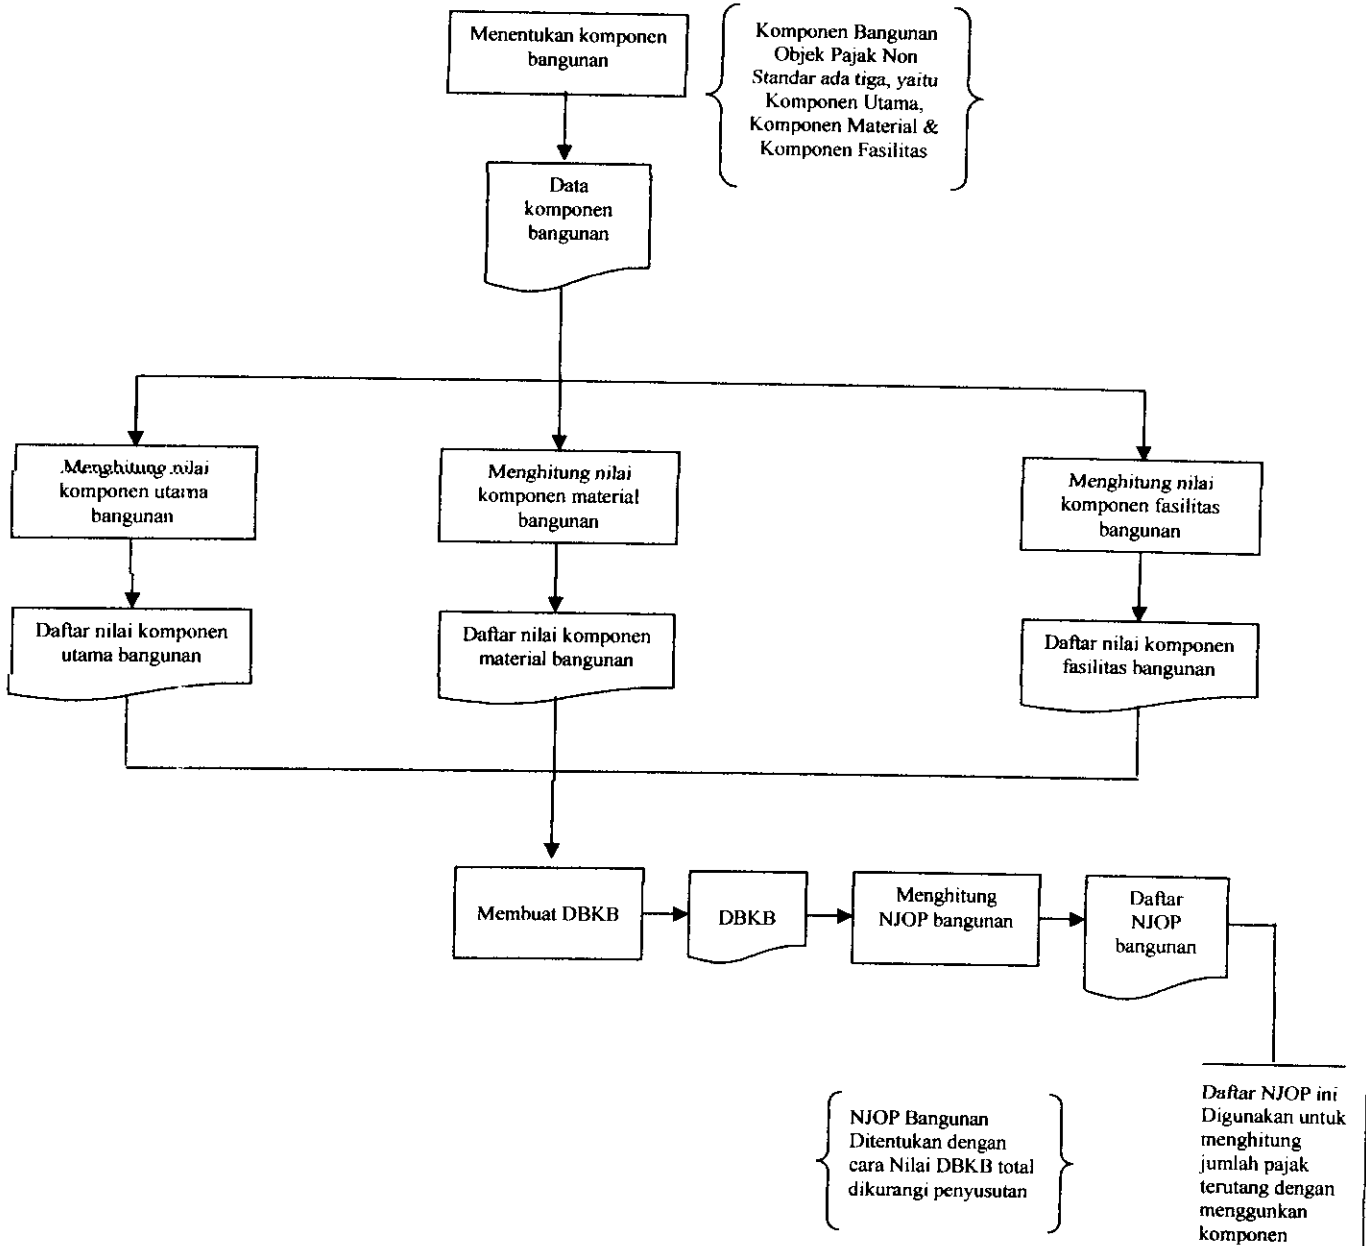 Menentukan komponen
bangunan
Komponen Bangunan
Objek Pajak Non
Standar ada tiga, yaitu
Komponen Utama,
Komponen Material &
Komponen Fasilitas
Data
komponen
bangunan
Menghitung nilai
komponen utama
bangunan
Menghitung nilai
komponen material
bangunan
Menghitung nilai
komponen fasilitas
bangunan
Daftar nilai komponen
utama bangunan
Daftar nilai komponen
material bangunan
Daftar nilai komponen
fasilitas bangunan
Membuat DBKB
DBKB
Menghitung
NJOP bangunan
Daftar
NJOP
bangunan
NJOP Bangunan
Ditentukan dengan
cara Nilai DBKB total
dikurangi penyusutan
Daftar NJOP ini
Digunakan untuk
menghitung
jumlah pajak
terutang dengan
menggunkan
komponen